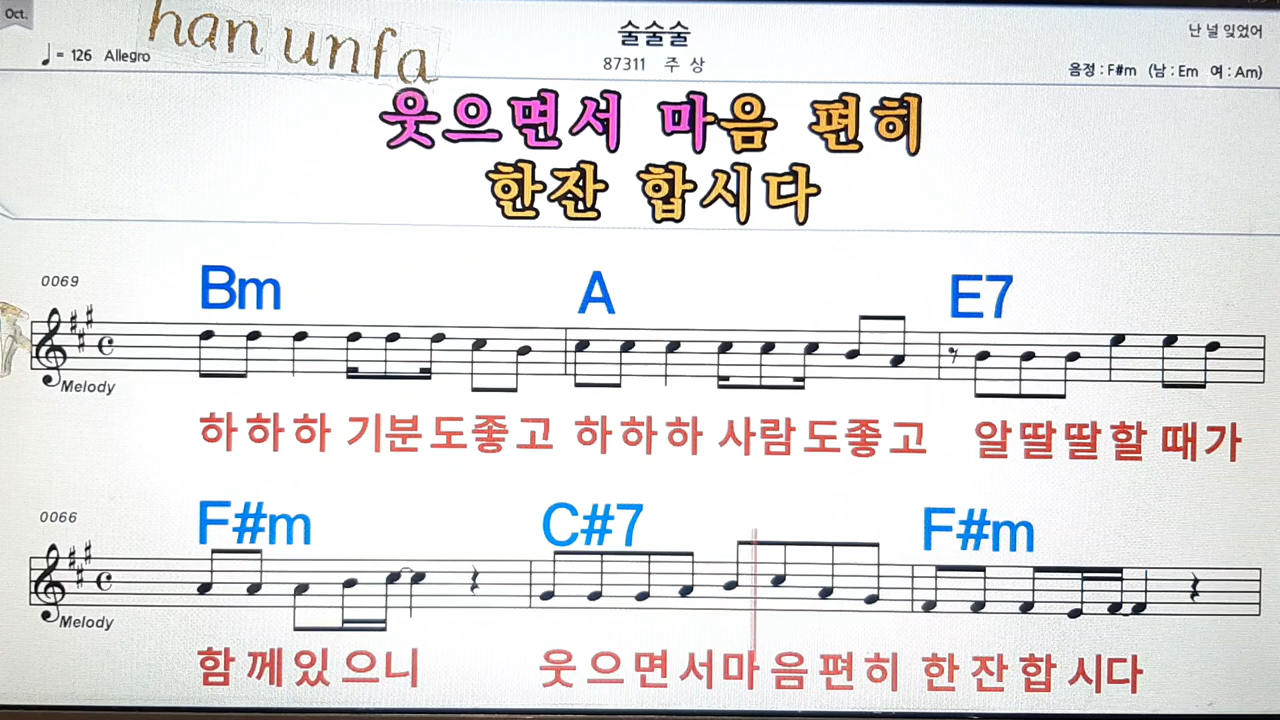 Oct.
han unfa
술술술
난 널 잊었어
♩= 126 Allegro
87311 주 상
음정 : F#m (남 : Em 여 : Am)
웃으면서 마음 편히
한잔 합시다
0069
Bm A E7
Melody
하하하 기분도좋고 하하하 사람도좋고 알딸딸할 때가
0066
F#m C#7 F#m
Melody
함께있으니 웃으면서마음편히 한잔합시다